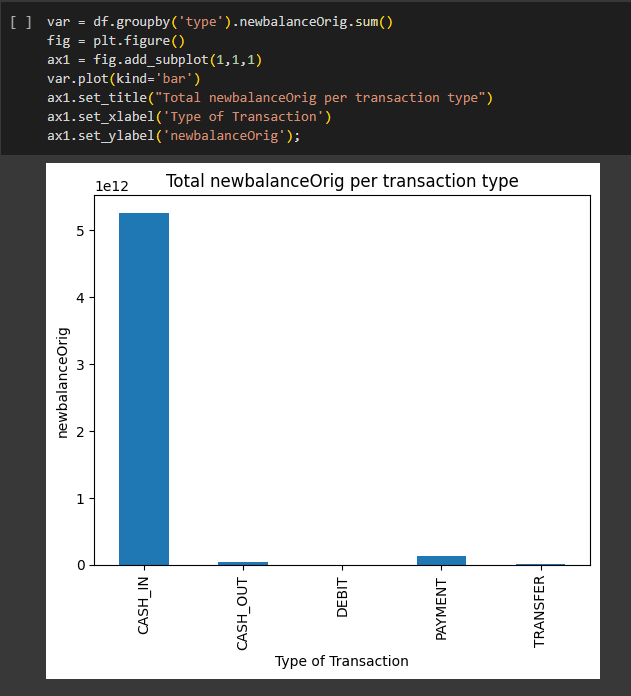 [ ] var = df.groupby('type').newbalanceOrig.sum()
fig = plt.figure()
ax1 = fig.add_subplot(1,1,1)
var.plot(kind='bar')
ax1.set_title("Total newbalanceOrig per transaction type")
ax1.set_xlabel('Type of Transaction')
ax1.set_ylabel('newbalanceOrig');
Total newbalanceOrig per transaction type
1e12
5
4
3
2
1
0
newbalanceOrig
CASH_IN
CASH_OUT
DEBIT
PAYMENT
TRANSFER
Type of Transaction